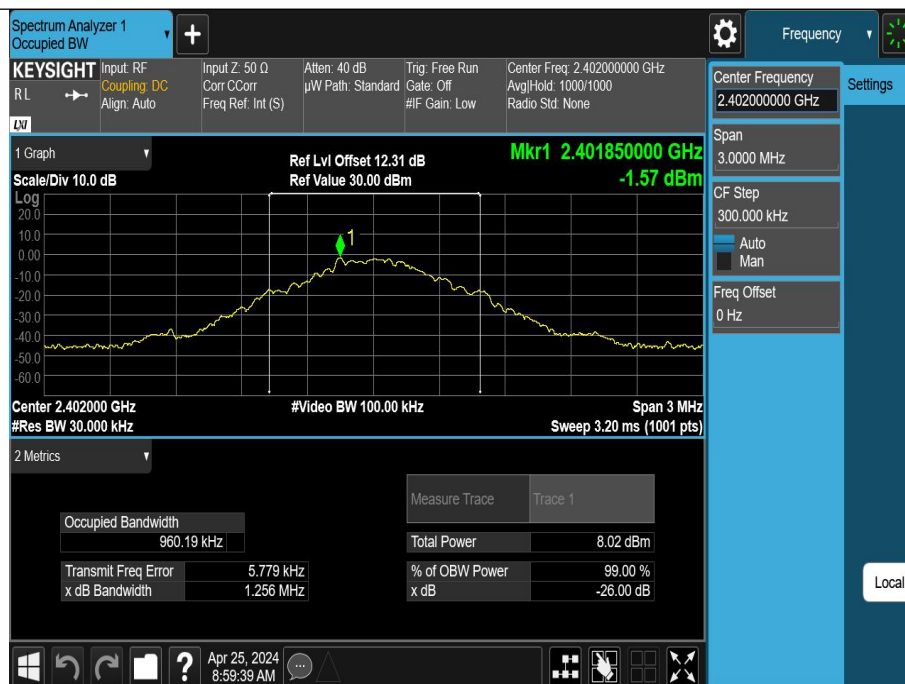 Spectrum Analyzer 1
Occupied BW
+
Frequency
KEYSIGHT
RL
LXI
Input: RF
Coupling: DC
Align: Auto
Input Z: 50 Ω
Corr CCorr
Freq Ref: Int (S)
Atten: 40 dB
µW Path: Standard
Trig: Free Run
Gate: Off
#IF Gain: Low
Center Freq: 2.402000000 GHz
Avg|Hold: 1000/1000
Radio Std: None
Center Frequency
2.402000000 GHz
Settings
Span
3.0000 MHz
CF Step
300.000 kHz
Auto
Man
Freq Offset
0 Hz
Local
1 Graph
Scale/Div 10.0 dB
Ref Lvl Offset 12.31 dB
Ref Value 30.00 dBm
Mkr1 2.401850000 GHz
-1.57 dBm
Log
20.0
10.0
0.00
-10.0
-20.0
-30.0
-40.0
-50.0
-60.0
1
Center 2.402000 GHz
#Res BW 30.000 kHz
#Video BW 100.00 kHz
Span 3 MHz
Sweep 3.20 ms (1001 pts)
2 Metrics
Measure Trace Trace 1
Occupied Bandwidth
960.19 kHz
Total Power 8.02 dBm
Transmit Freq Error 5.779 kHz
% of OBW Power 99.00 %
x dB Bandwidth 1.256 MHz
x dB -26.00 dB
?
Apr 25, 2024
8:59:39 AM